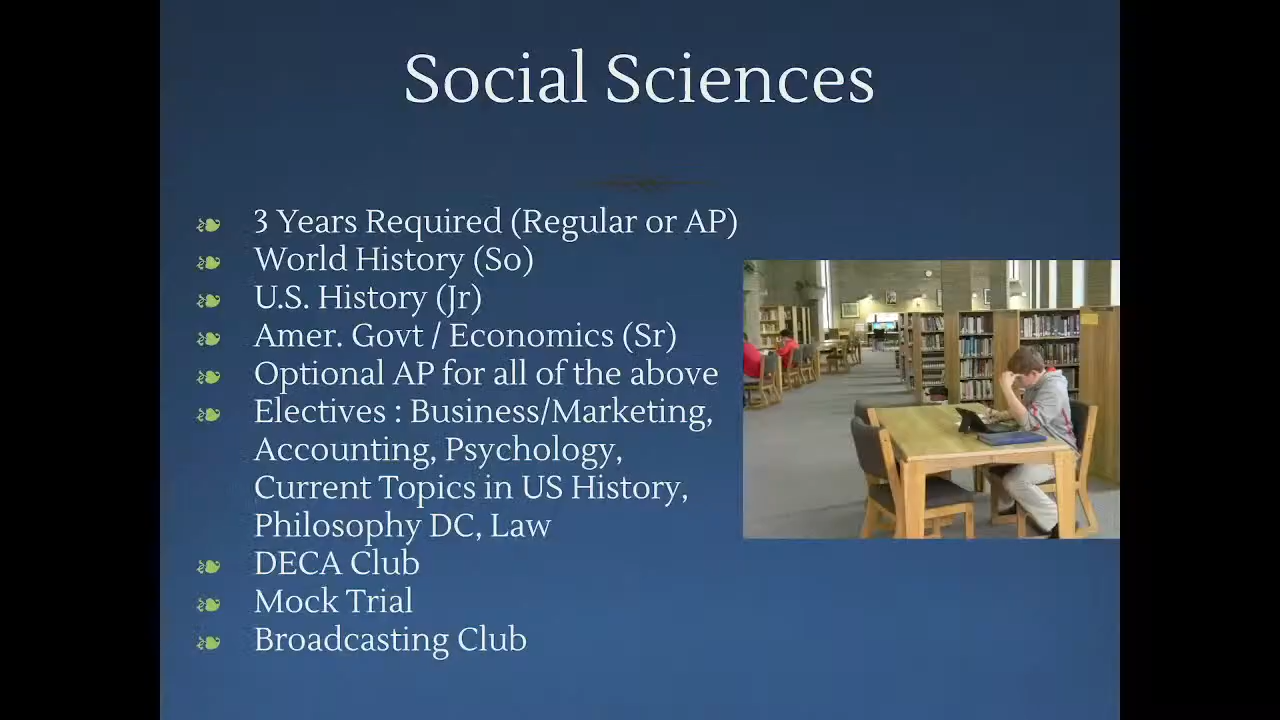 Social Sciences
3 Years Required (Regular or AP)
World History (So)
U.S. History (Jr)
Amer. Govt / Economics (Sr)
Optional AP for all of the above
Electives : Business/Marketing,
Accounting, Psychology,
Current Topics in US History,
Philosophy DC, Law
DECA Club
Mock Trial
Broadcasting Club